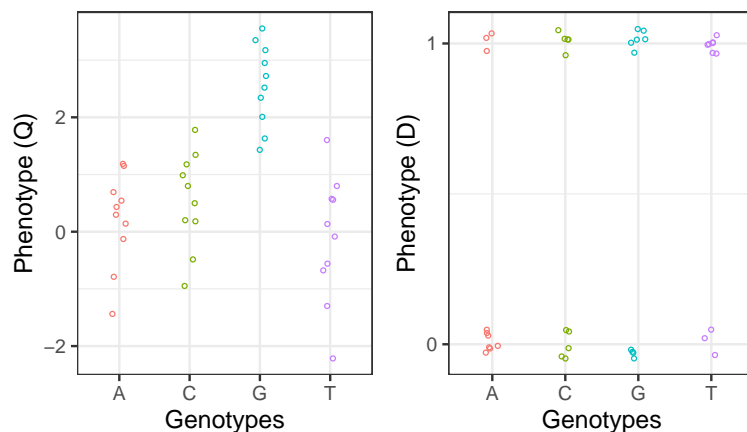 Phenotype (Q)
2
0
−2
A C G T
Genotypes
Phenotype (D)
1
0
A C G T
Genotypes